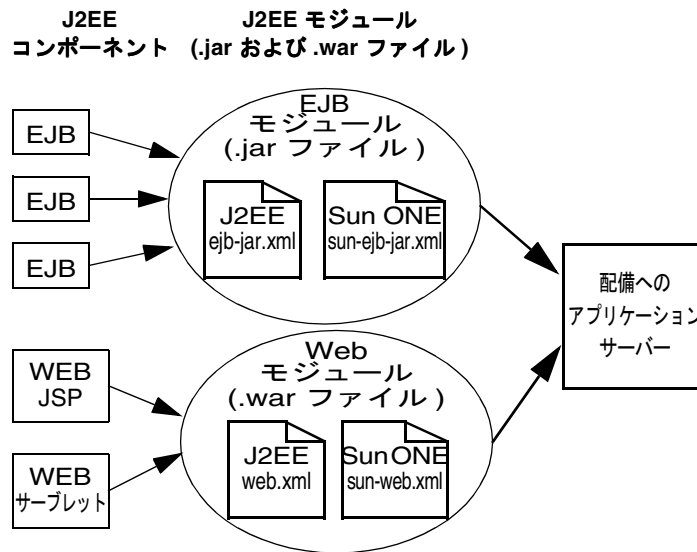 J2EE
コンポーネント
J2EE モジュール
(.jar および .war ファイル )
EJB
EJB
EJB
EJB
モジュール
(.jar ファイル )
J2EE
ejb-jar.xml
Sun ONE
sun-ejb-jar.xml
配備への
アプリケーション
サーバー
WEB
JSP
WEB
サーブレット
Web
モジュール
(.war ファイル )
J2EE
web.xml
Sun ONE
sun-web.xml